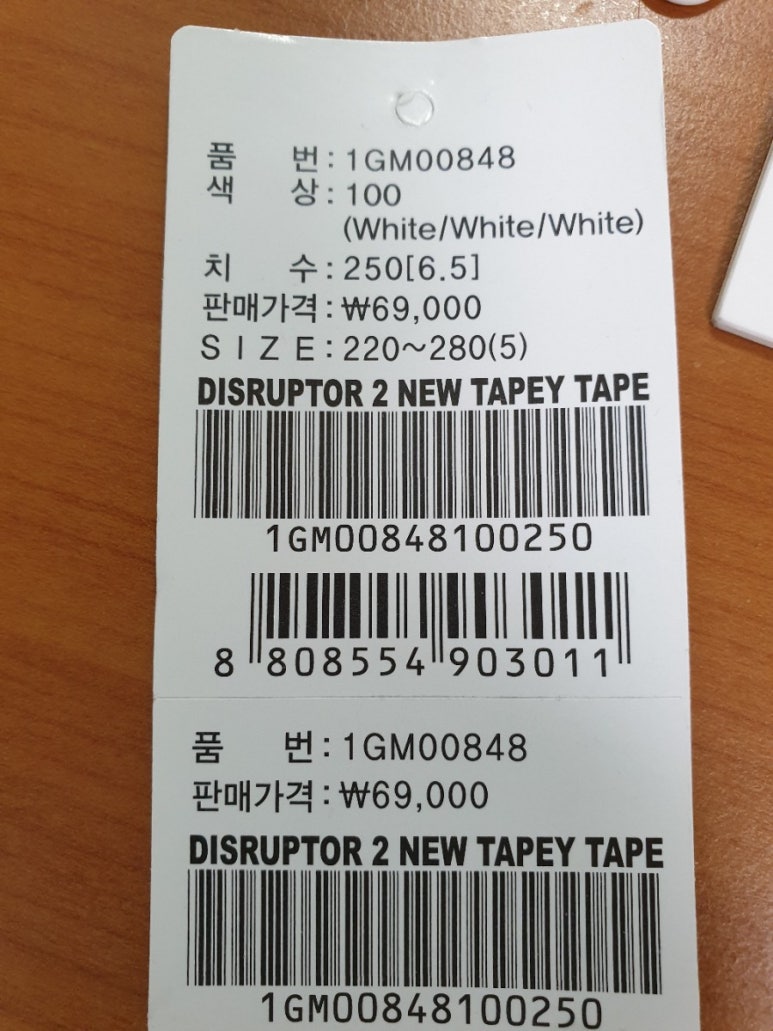 품 번 : 1GM00848
색 상 : 100
(White/White/White)
치 수 : 250[6.5]
판매가격 : ₩69,000
S I Z E : 220~280(5)
DISRUPTOR 2 NEW TAPEY TAPE
1GM00848100250
8 808554 903011
품 번 : 1GM00848
판매가격 : ₩69,000
DISRUPTOR 2 NEW TAPEY TAPE
1GM00848100250